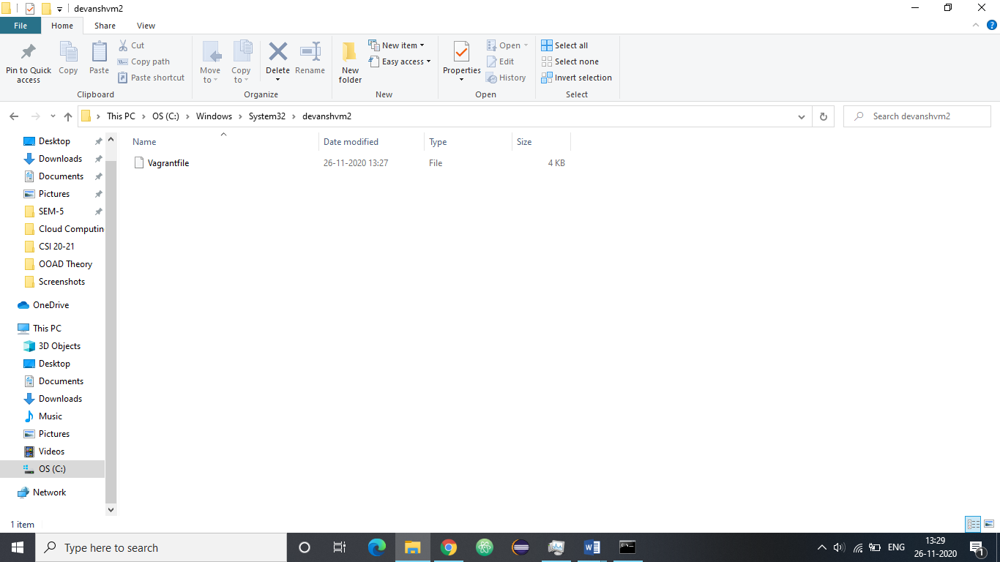 devanshvm2
File Home Share View
Pin to Quick access
Copy
Paste
Cut
Copy path
Paste shortcut
Clipboard
Move to
Copy to
Delete
Rename
Organize
New folder
New item
Easy access
New
Properties
Open
Edit
History
Open
Select all
Select none
Invert selection
Select
This PC > OS (C:) > Windows > System32 > devanshvm2
Search devanshvm2
Name Date modified Type Size
Vagrantfile 26-11-2020 13:27 File 4 KB
Desktop
Downloads
Documents
Pictures
SEM-5
Cloud Computin
CSI 20-21
OOAD Theory
Screenshots
OneDrive
This PC
3D Objects
Desktop
Documents
Downloads
Music
Pictures
Videos
OS (C:)
Network
1 item
Type here to search
ENG
13:29
26-11-2020
1